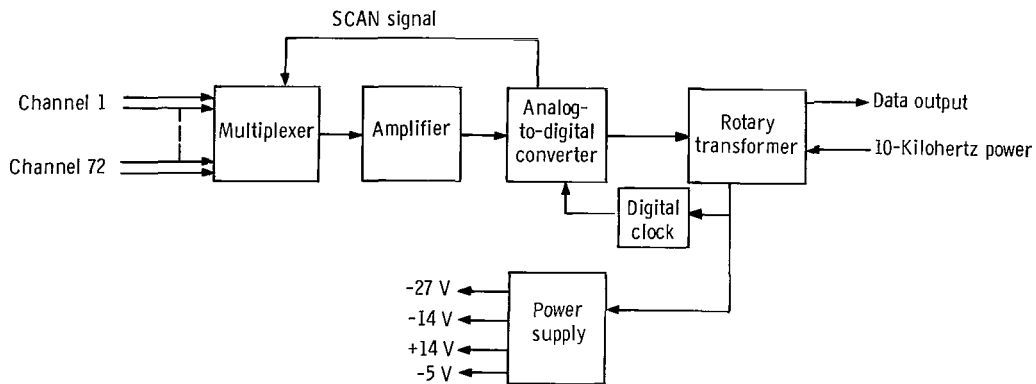 SCAN signal
Channel 1
Channel 72
Multiplexer
Amplifier
Analog-
to-digital
converter
Rotary
transformer
Data output
10-Kilohertz power
Digital
clock
Power
supply
-27 V
-14 V
+14 V
-5 V